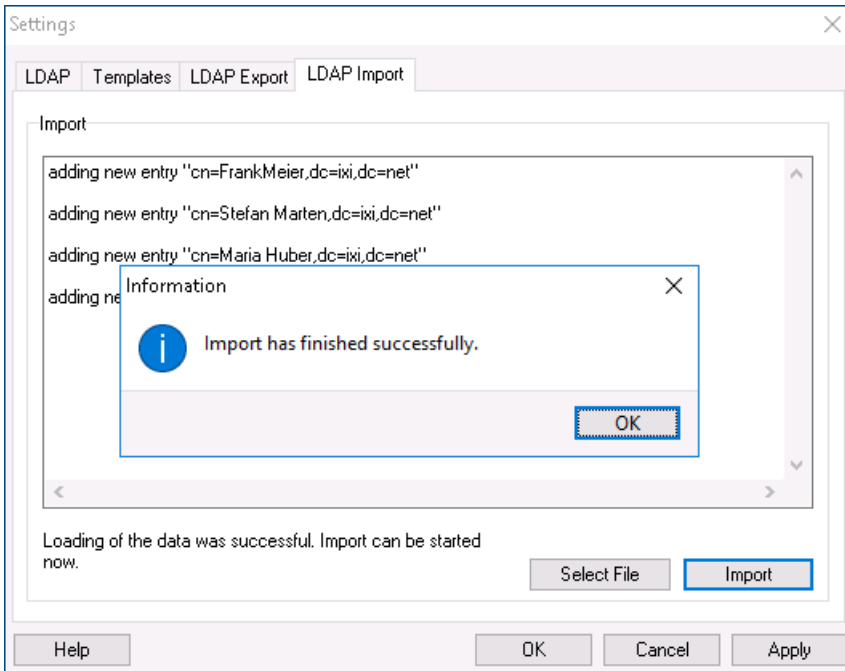 Settings
LDAP Templates LDAP Export LDAP Import
Import
adding new entry "cn=FrankMeier,dc=ixi,dc=net"
adding new entry "cn=Stefan Marten,dc=ixi,dc=net"
adding new entry "cn=Maria Huber,dc=ixi,dc=net"
adding ne
Information
Import has finished successfully.
OK
Loading of the data was successful. Import can be started
now.
Select File Import
Help OK Cancel Apply